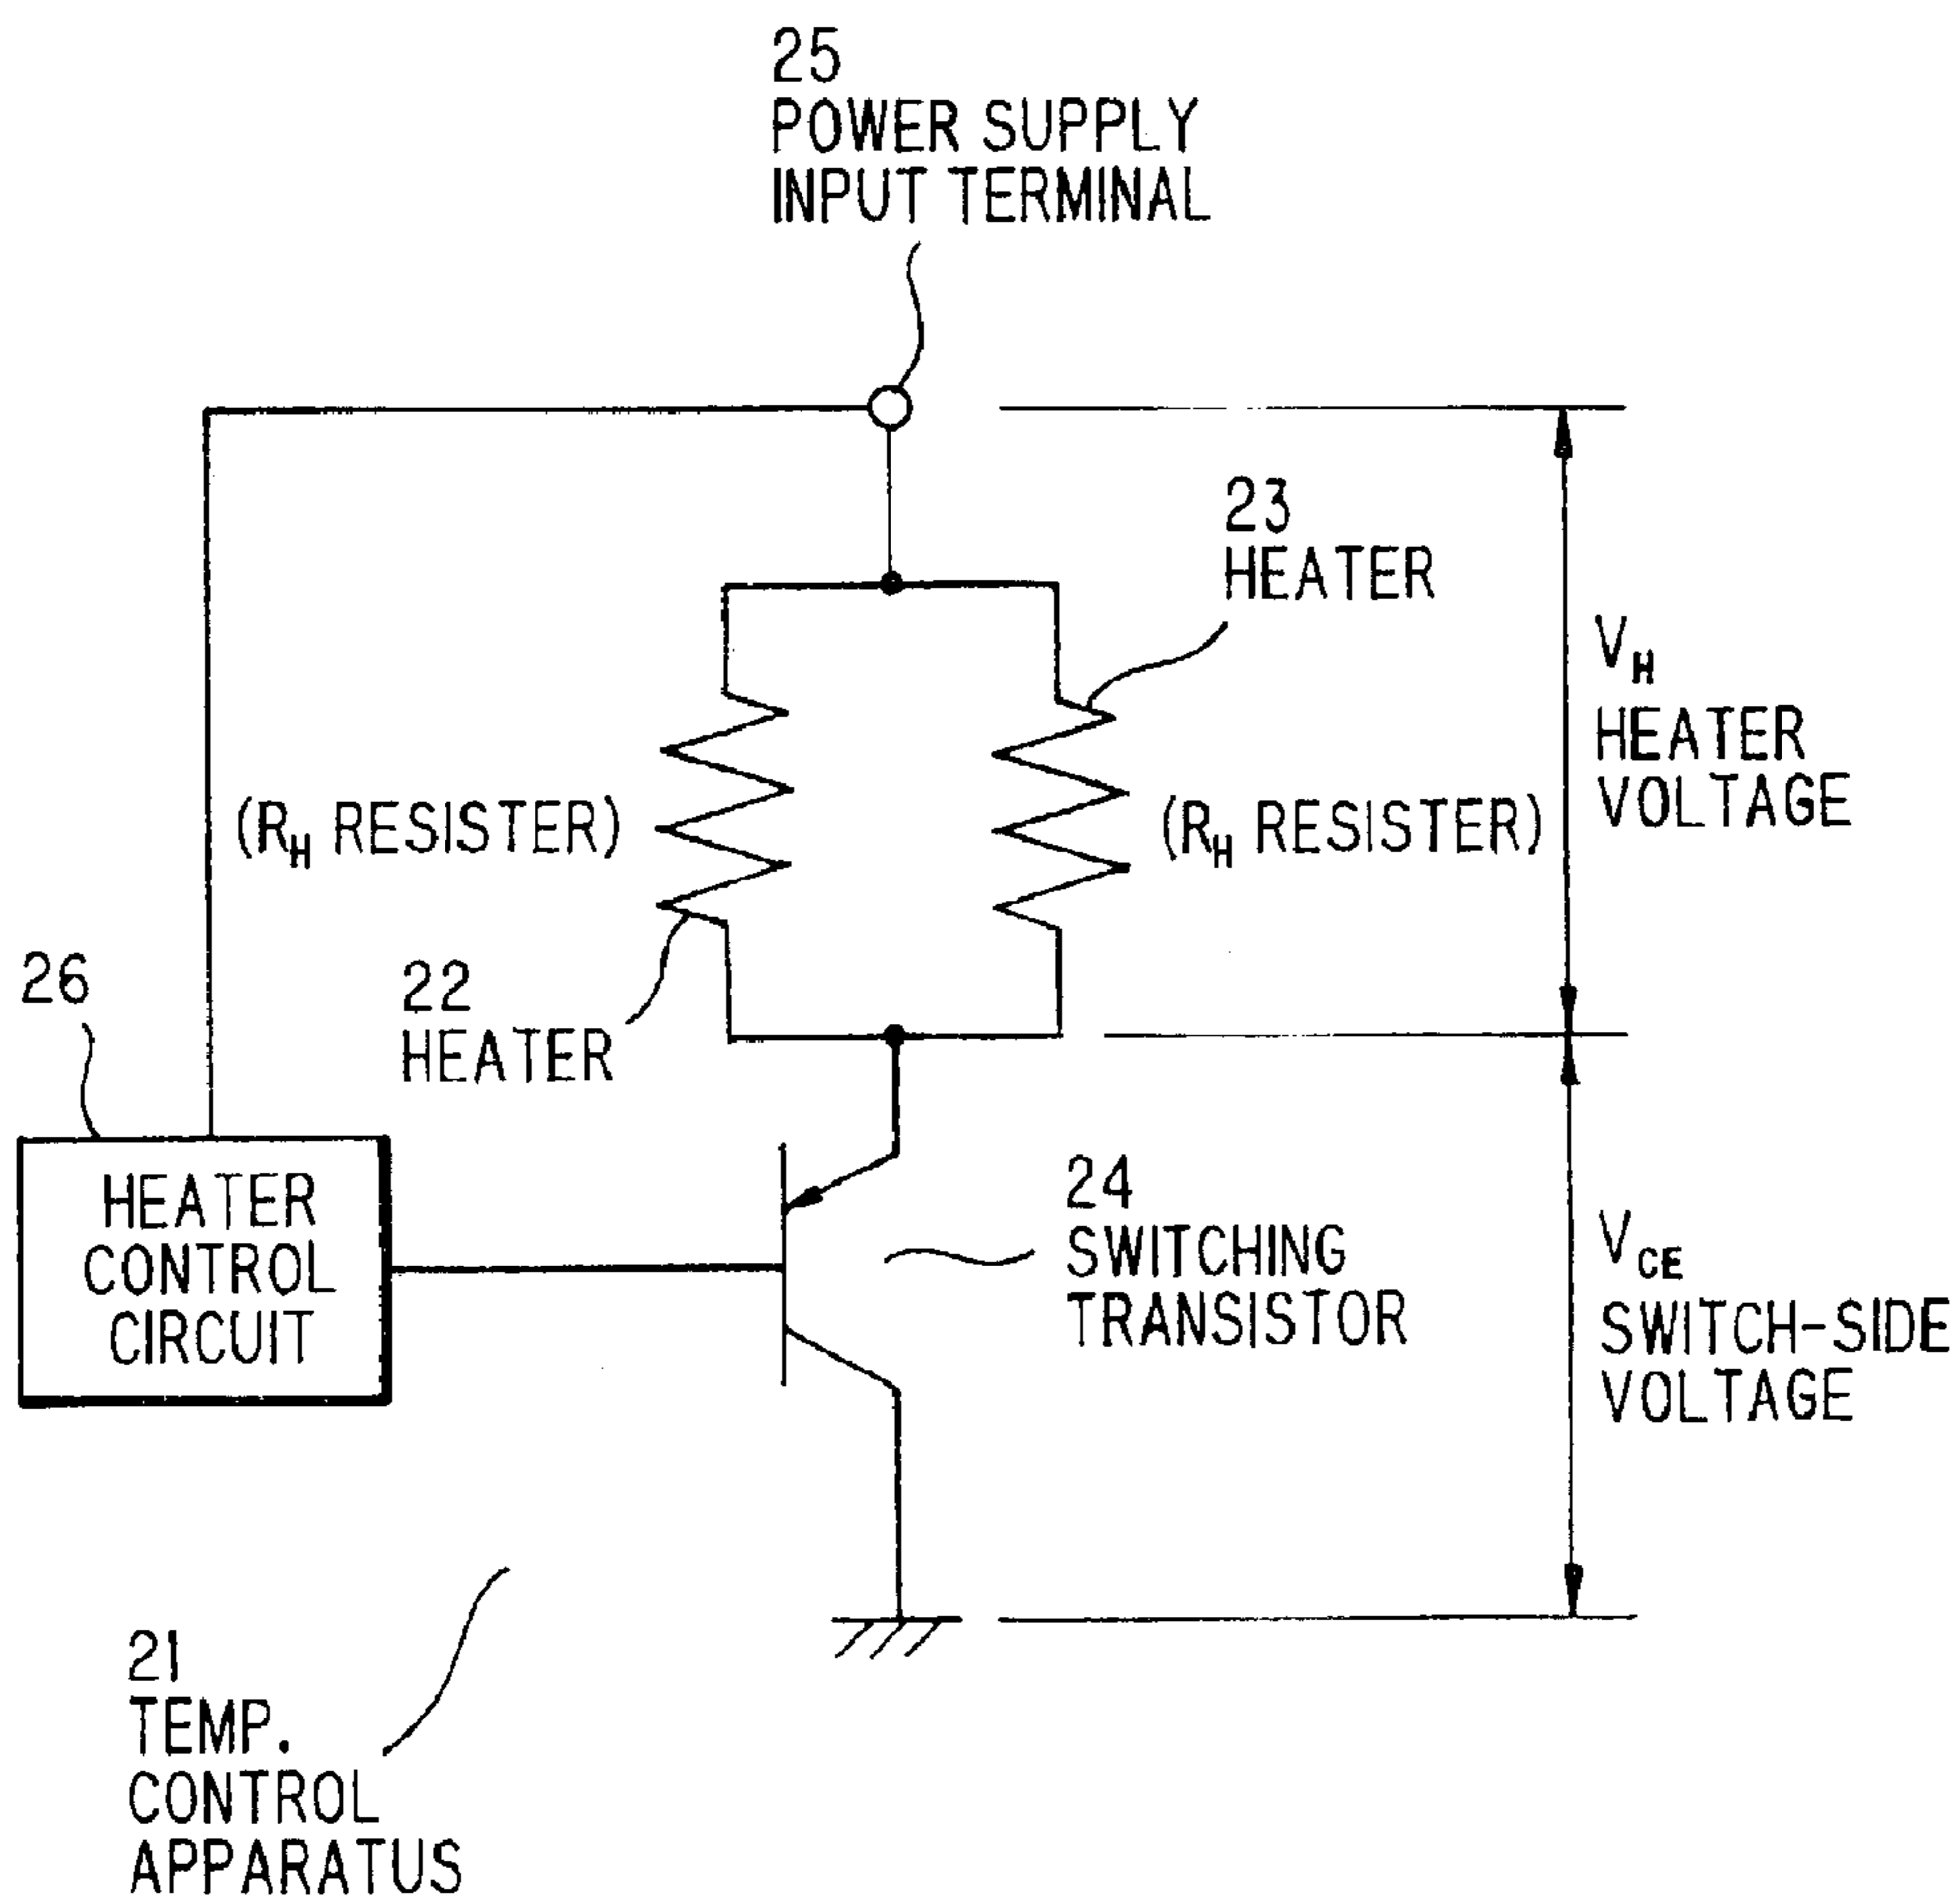 25
POWER SUPPLY
INPUT TERMINAL
23
HEATER
V_H
HEATER
VOLTAGE
(R_H RESISTER)
(R_H RESISTER)
26
22
HEATER
HEATER
CONTROL
CIRCUIT
24
SWITCHING
TRANSISTOR
V_CE
SWITCH-SIDE
VOLTAGE
21
TEMP.
CONTROL
APPARATUS